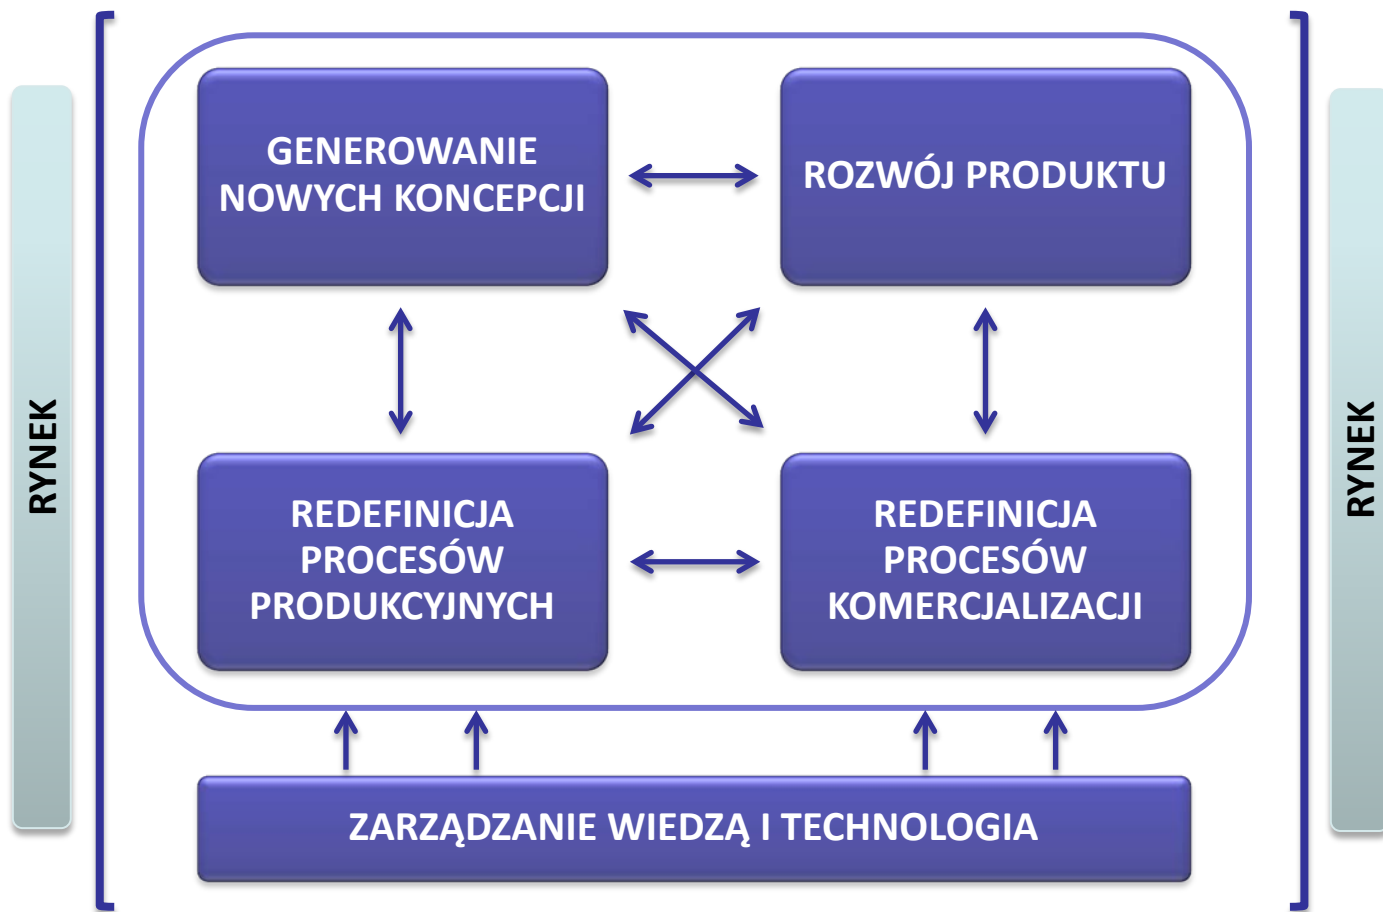 RYNEK
GENEROWANIE
NOWYCH KONCEPCJI
ROZWÓJ PRODUKTU
REDEFINICJA
PROCESÓW
PRODUKCYJNYCH
REDEFINICJA
PROCESÓW
KOMERCJALIZACJI
ZARZĄDZANIE WIEDZĄ I TECHNOLOGIA
RYNEK